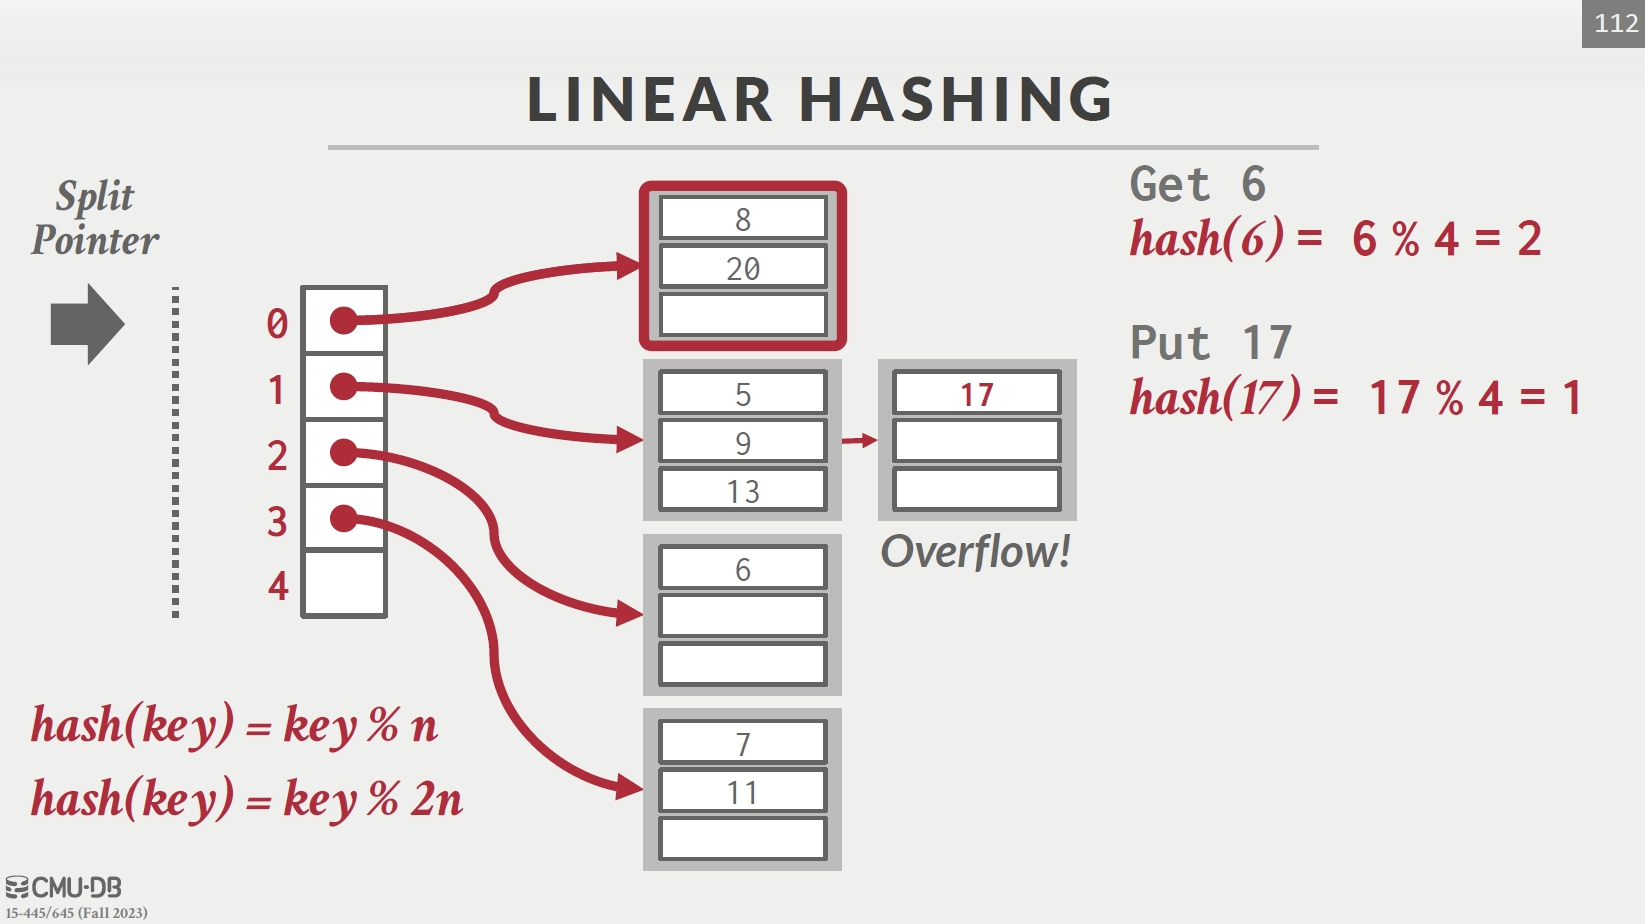 112
LINEAR HASHING
Split
Pointer
0
1
2
3
4
8
20
5
9
13
17
Overflow!
6
7
11
Get 6
hash(6) = 6 % 4 = 2
Put 17
hash(17) = 17 % 4 = 1
hash(key) = key % n
hash(key) = key % 2n
CMU·DB
15-445/645 (Fall 2023)